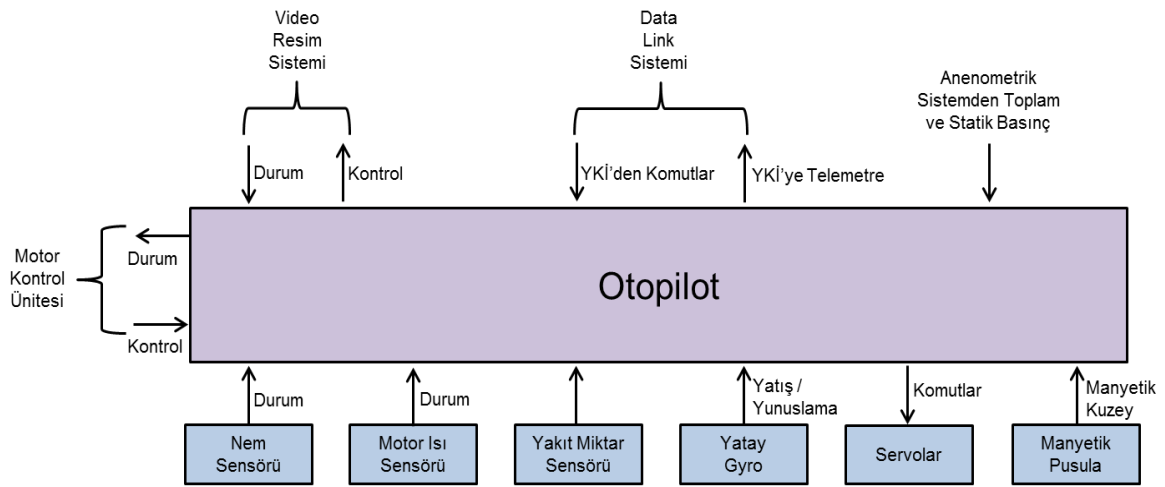 Video
Resim
Sistemi
Data
Link
Sistemi
Anenometrik
Sistemden Toplam
ve Statik Basınç
Durum
Kontrol
YKİ’den Komutlar
YKİ’ye Telemetre
Motor
Kontrol
Ünitesi
Durum
Kontrol
Otopilot
Durum
Durum
Yatış /
Yunuslama
Komutlar
Manyetik
Kuzey
Nem
Sensörü
Motor Isı
Sensörü
Yakıt Miktar
Sensörü
Yatay
Gyro
Servolar
Manyetik
Pusula